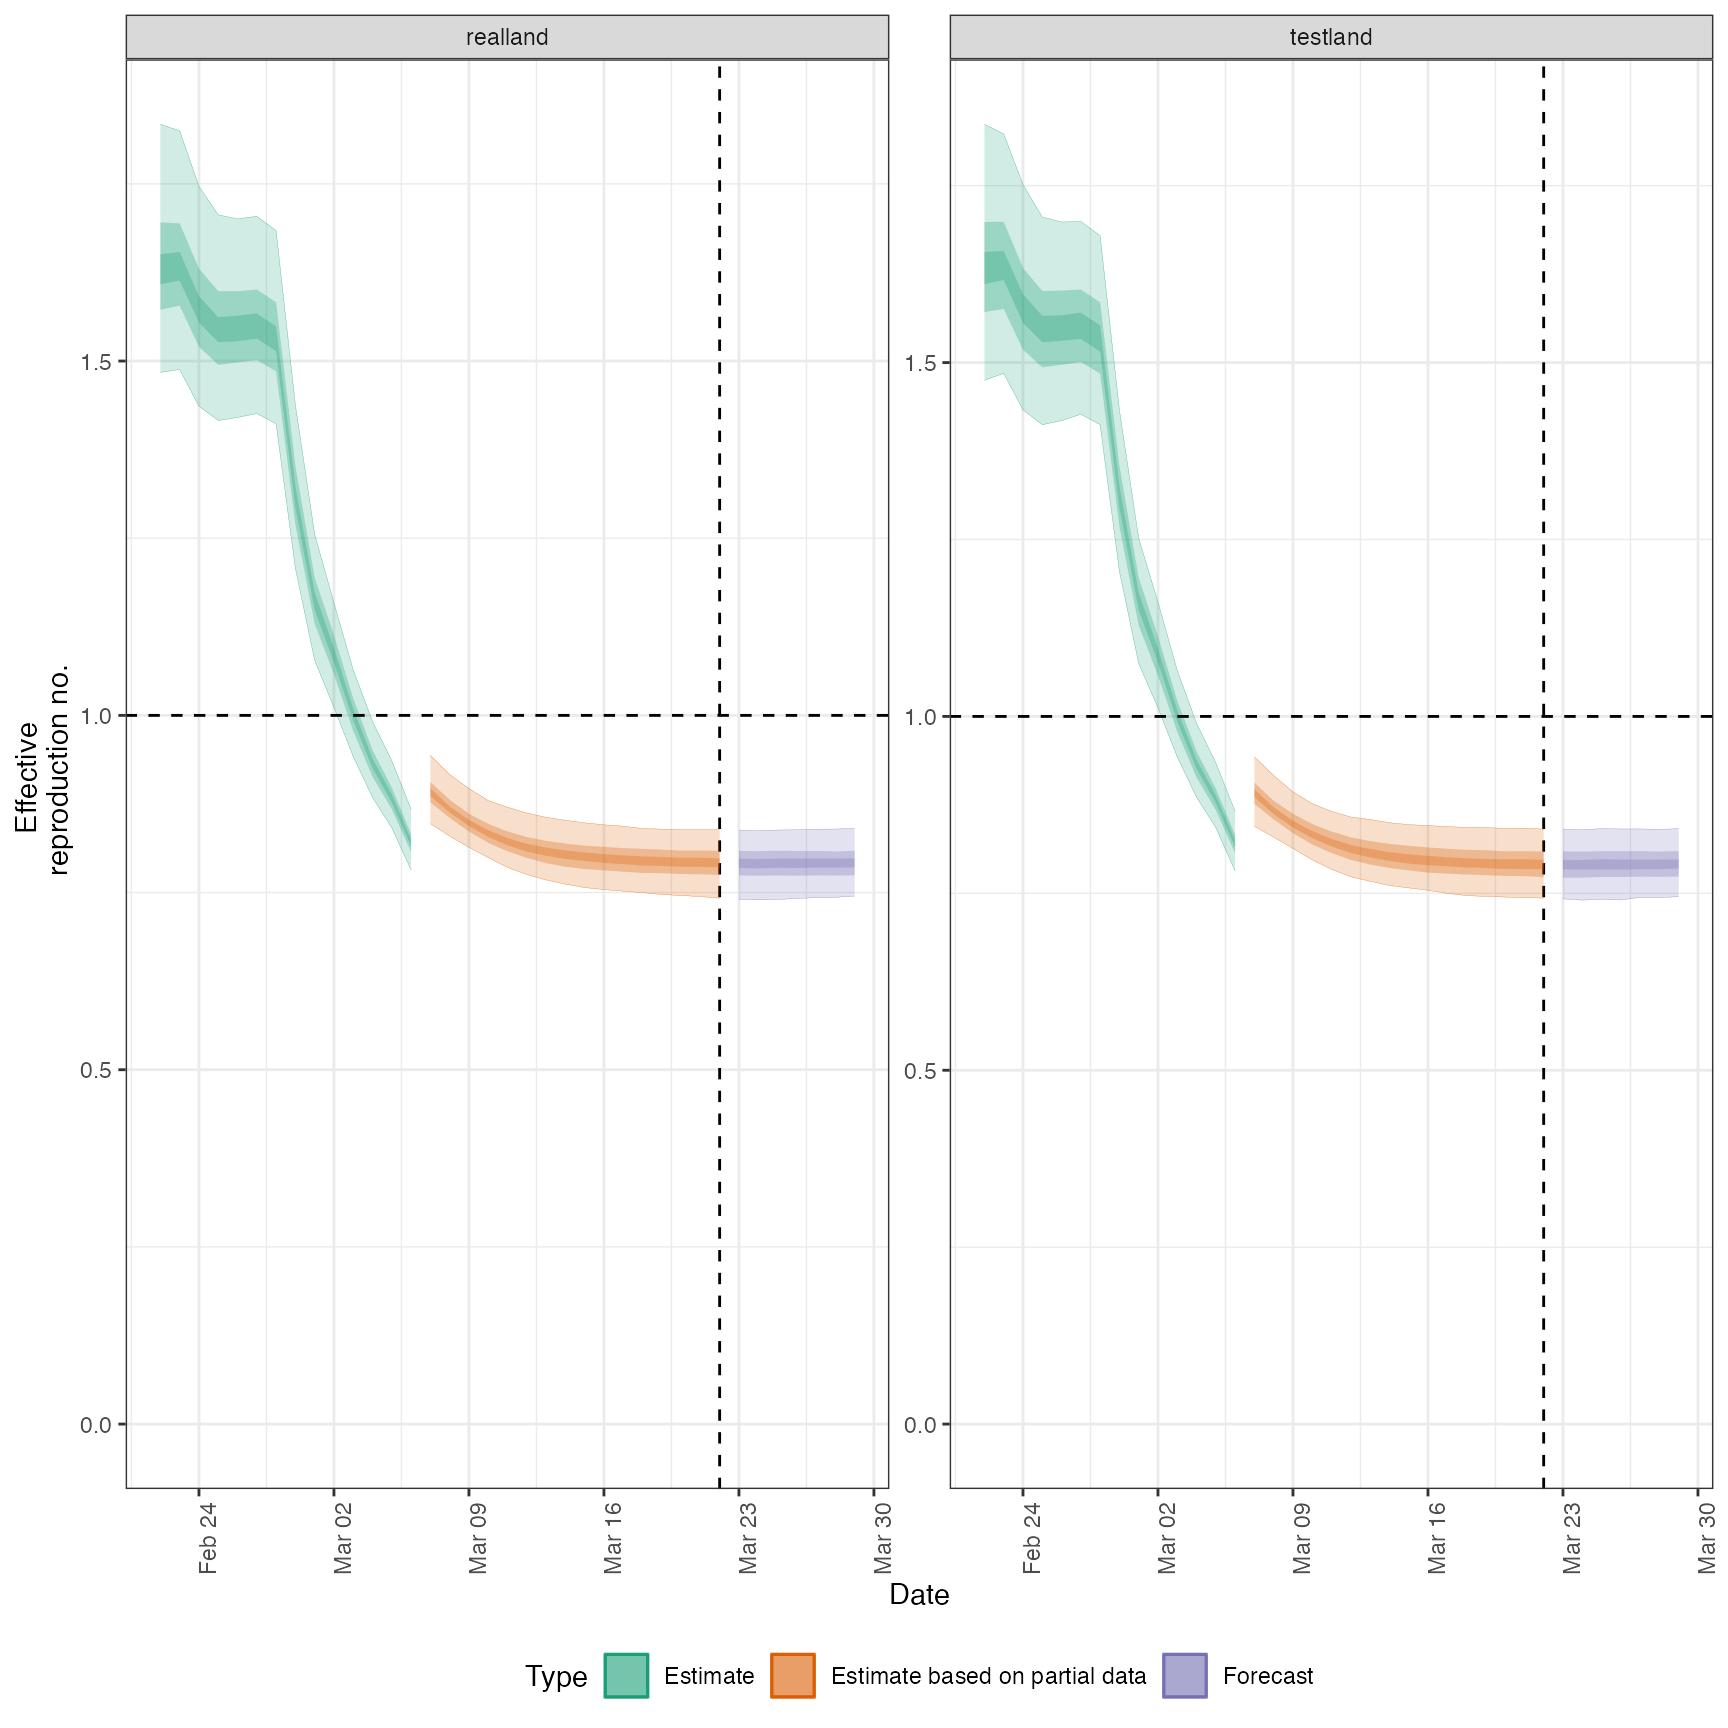 realland
testland
Effective
reproduction no.
1.5
1.0
0.5
0.0
1.5
1.0
0.5
0.0
Feb 24
Mar 02
Mar 09
Mar 16
Mar 23
Mar 30
Feb 24
Mar 02
Mar 09
Mar 16
Mar 23
Mar 30
Date
Type
Estimate
Estimate based on partial data
Forecast